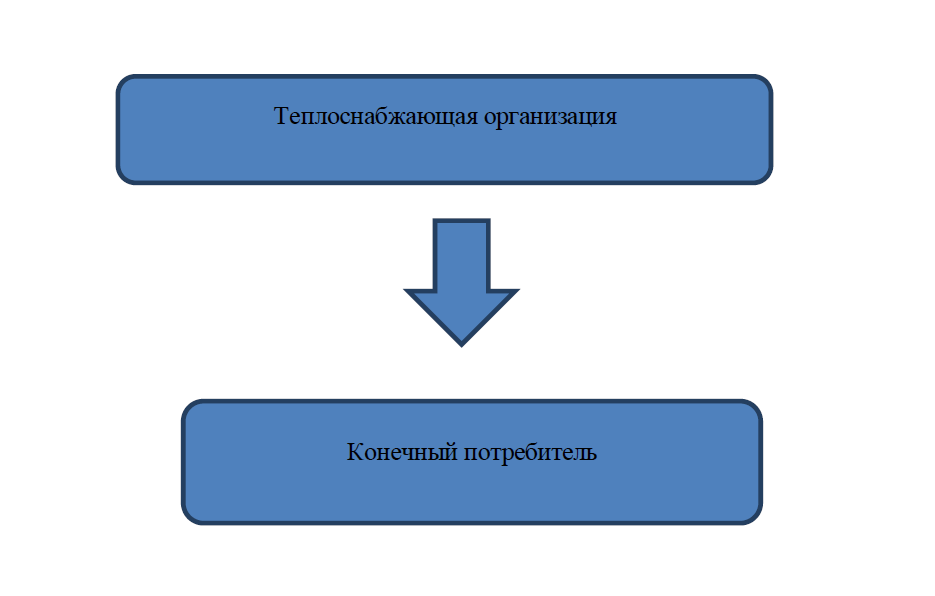 Теплоснабжающая организация
Конечный потребитель